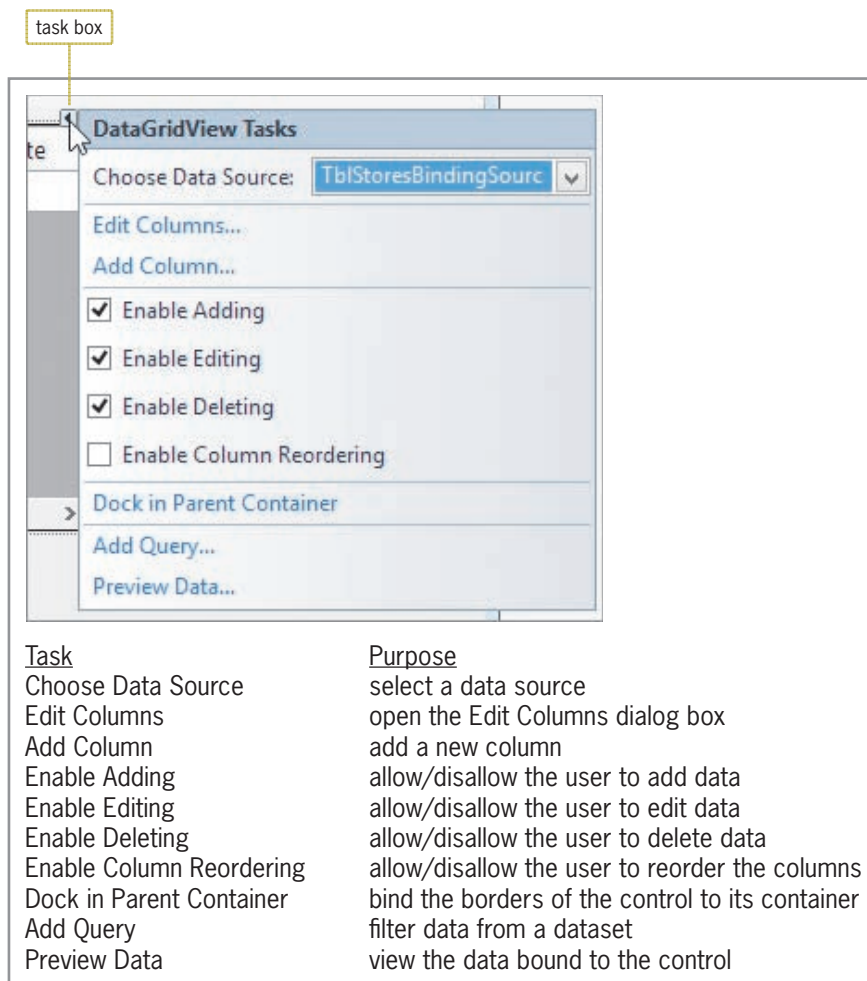 task box
te
DataGridView Tasks
Choose Data Source: TblStoresBindingSourc
Edit Columns...
Add Column...
Enable Adding
Enable Editing
Enable Deleting
Enable Column Reordering
Dock in Parent Container
Add Query...
Preview Data...
Task Purpose
Choose Data Source select a data source
Edit Columns open the Edit Columns dialog box
Add Column add a new column
Enable Adding allow/disallow the user to add data
Enable Editing allow/disallow the user to edit data
Enable Deleting allow/disallow the user to delete data
Enable Column Reordering allow/disallow the user to reorder the columns
Dock in Parent Container bind the borders of the control to its container
Add Query filter data from a dataset
Preview Data view the data bound to the control